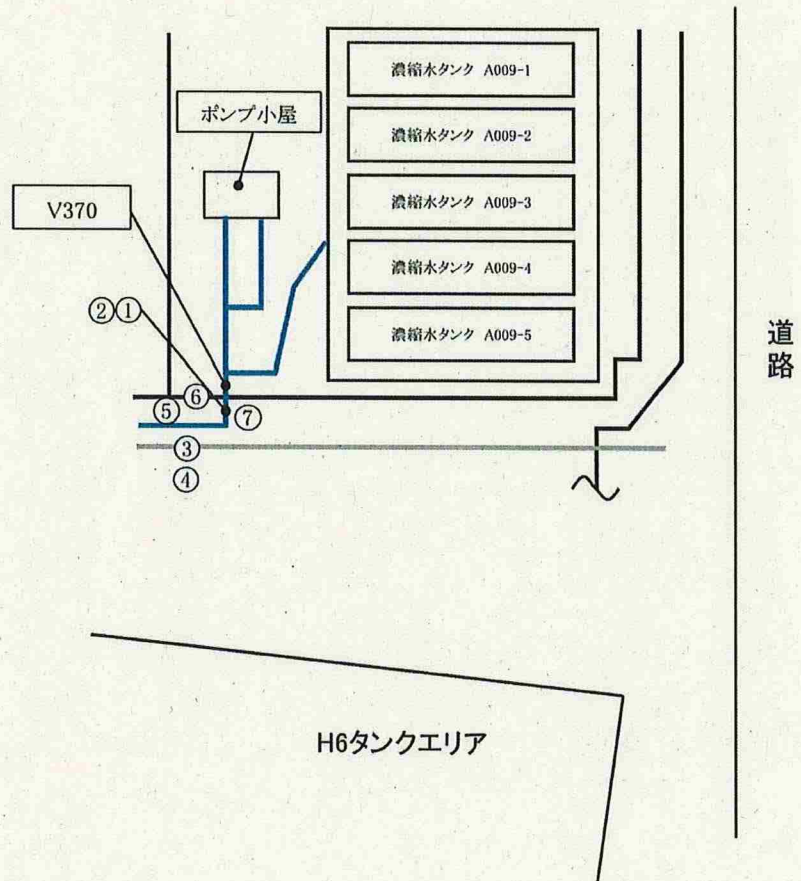 濃縮水タンク A009-1
ポンプ小屋
濃縮水タンク A009-2
V370
濃縮水タンク A009-3
濃縮水タンク A009-4
②①
濃縮水タンク A009-5
道路
⑤
⑥
⑦
③
④
H6タンクエリア